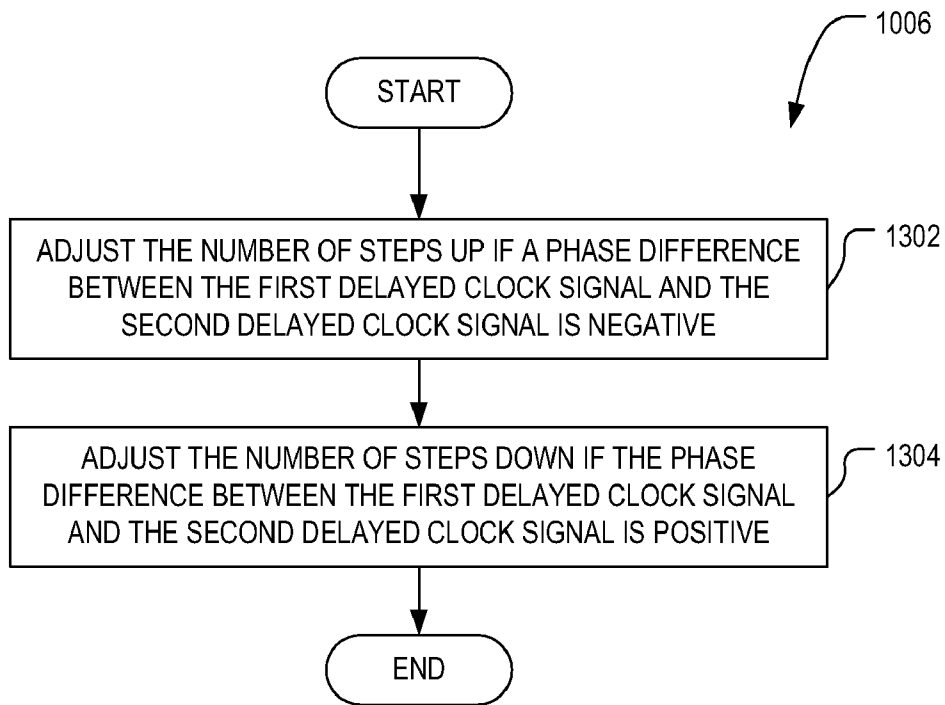 1006
START
ADJUST THE NUMBER OF STEPS UP IF A PHASE DIFFERENCE
BETWEEN THE FIRST DELAYED CLOCK SIGNAL AND THE
SECOND DELAYED CLOCK SIGNAL IS NEGATIVE
1302
ADJUST THE NUMBER OF STEPS DOWN IF THE PHASE
DIFFERENCE BETWEEN THE FIRST DELAYED CLOCK SIGNAL
AND THE SECOND DELAYED CLOCK SIGNAL IS POSITIVE
1304
END